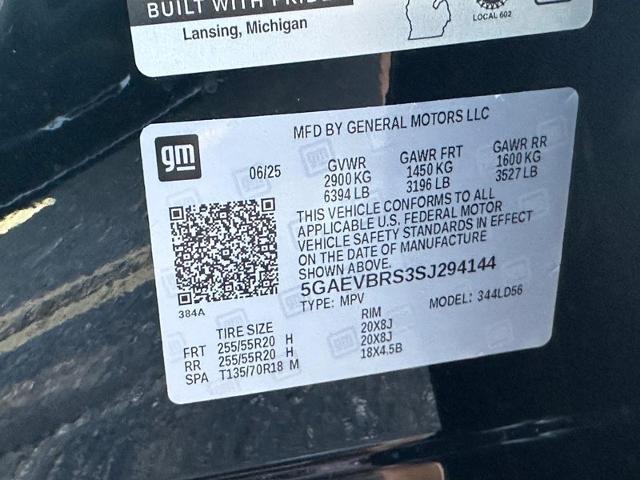 BUILT WITH PRIDE
Lansing, Michigan
LOCAL 602
MFD BY GENERAL MOTORS LLC
gm
06/25
GVWR GAWR FRT GAWR RR
2900 KG 1450 KG 1600 KG
6394 LB 3196 LB 3527 LB
THIS VEHICLE CONFORMS TO ALL
APPLICABLE U.S. FEDERAL MOTOR
VEHICLE SAFETY STANDARDS IN EFFECT
ON THE DATE OF MANUFACTURE
SHOWN ABOVE.
5GAEVBRS3SJ294144
TYPE: MPV MODEL: 344LD56
384A
TIRE SIZE RIM
FRT 255/55R20 H 20X8J
RR 255/55R20 H 20X8J
SPA T135/70R18 M 18X4.5B